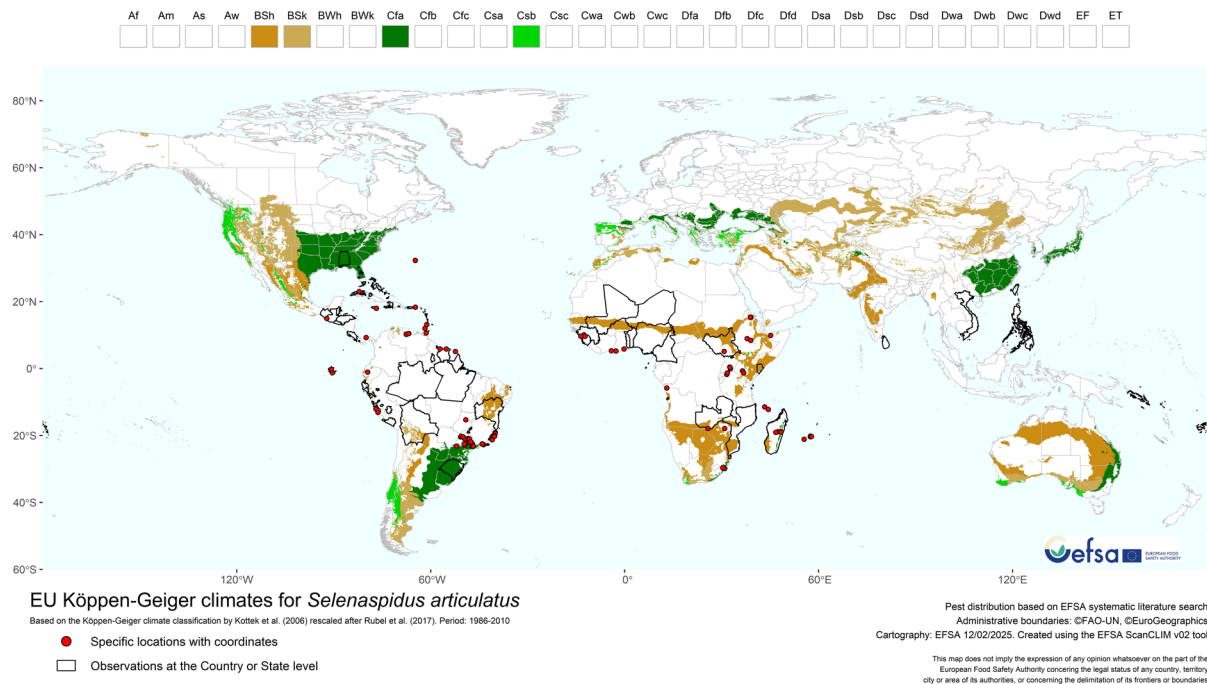 Af Am As Aw BSh BSk BWh BWk Cfa Cfb Cfc Csa Csb Csc Cwa Cwb Cwc Dfa Dfb Dfc Dfd Dsa Dsb Dsc Dsd Dwa Dwb Dwc Dwd EF ET
80°N
60°N
40°N
20°N
0°
20°S
40°S
60°S
120°W 60°W 0° 60°E 120°E
efsa
EUROPEAN FOOD
SAFETY AUTHORITY
EU Köppen-Geiger climates for Selenaspidus articulatus
Based on the Köppen-Geiger climate classification by Kottek et al. (2006) rescaled after Rubel et al. (2017). Period: 1986-2010
Specific locations with coordinates
Observations at the Country or State level
Pest distribution based on EFSA systematic literature search
Administrative boundaries: ©FAO-UN, ©EuroGeographics
Cartography: EFSA 12/02/2025. Created using the EFSA ScanCLIM v02 tool
This map does not imply the expression of any opinion whatsoever on the part of the
European Food Safety Authority concering the legal status of any country, territory
city or area of its authorities, or concerning the delimitation of its frontiers or boundaries